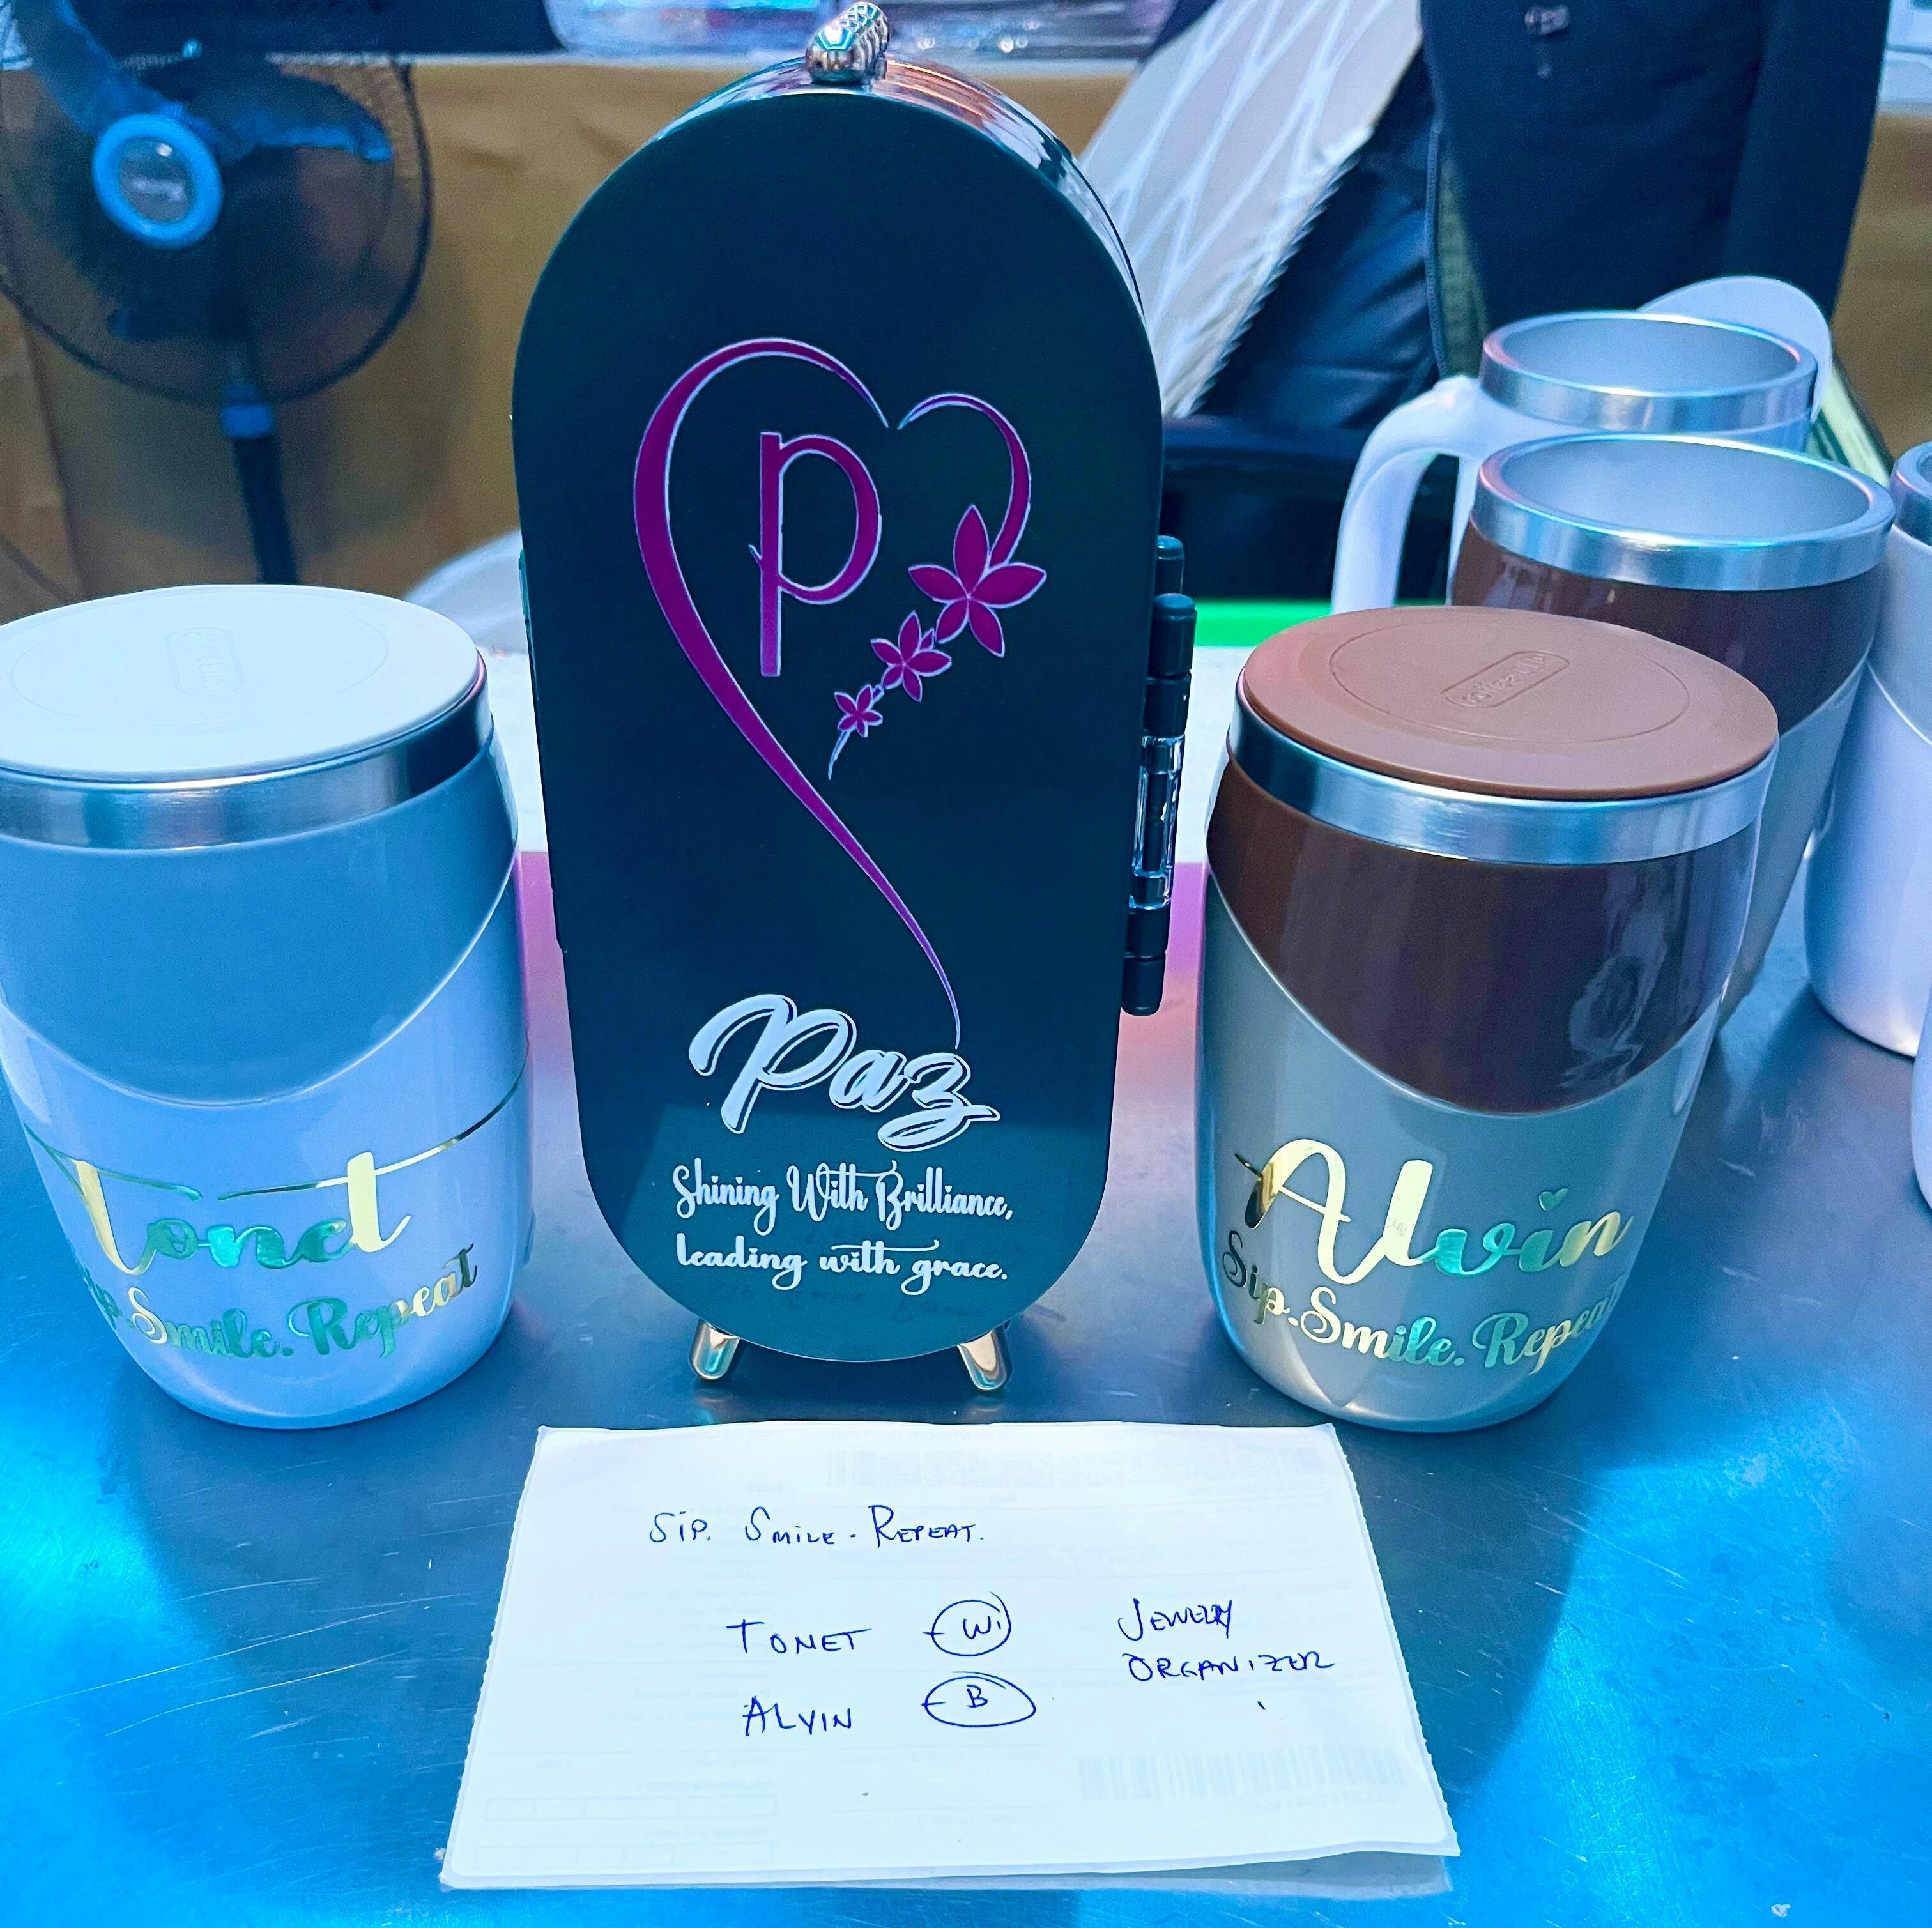 P
Paz
Shining With Brilliance,
Leading with grace.
Tonet
Sip.Smile.Repeat
Alvin
Sip.Smile.Repeat
SIP. SMILE. REPEAT.
TONET - W
ALVIN - B
JEWELRY
ORGANIZER